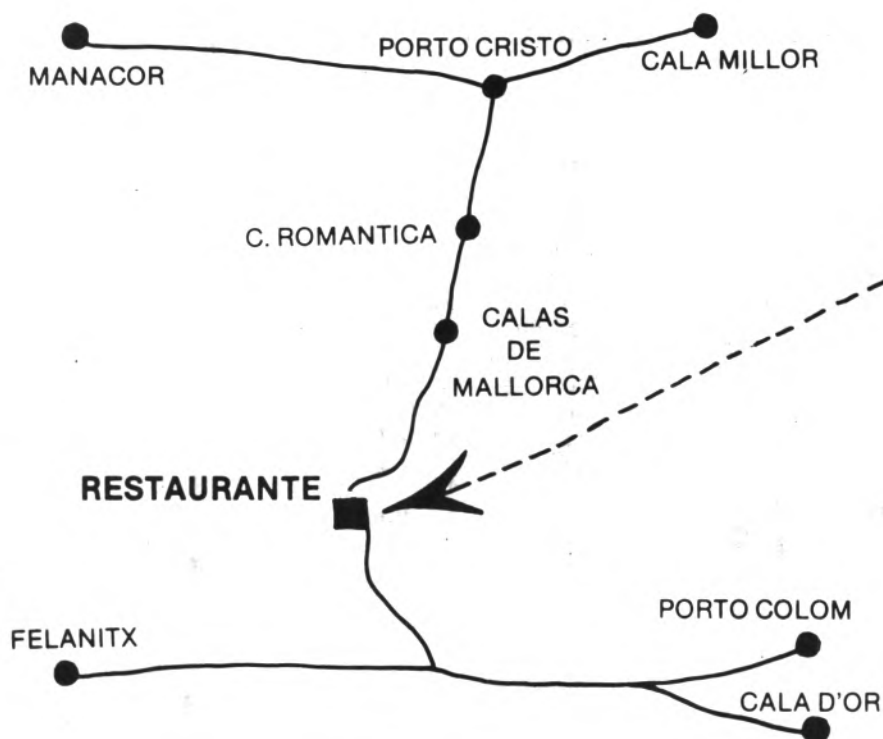 PORTO CRISTO
MANACOR
CALA MILLOR
C. ROMANTICA
CALAS
DE
MALLORCA
RESTAURANTE
PORTO COLOM
FELANITX
CALA D'OR